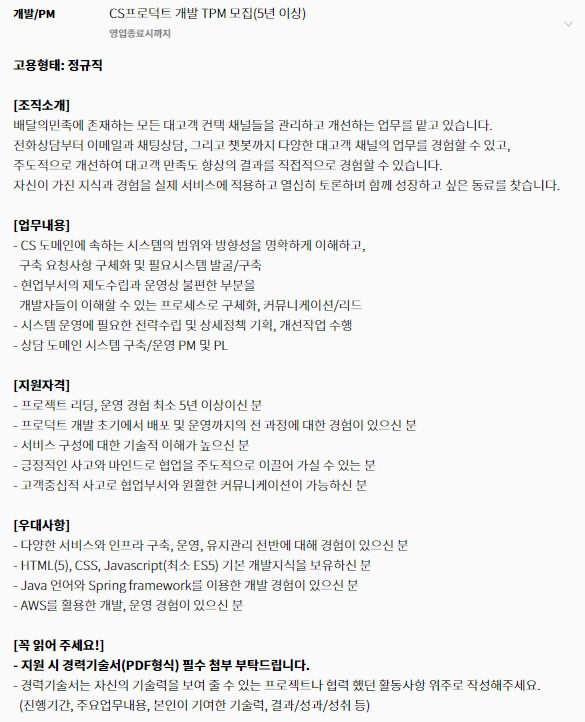 개발/PM
CS프로덕트 개발 TPM 모집(5년 이상)
영입종료시까지
고용형태: 정규직
[조직소개]
배달의민족에 존재하는 모든 대고객 컨택 채널들을 관리하고 개선하는 업무를 맡고 있습니다.
전화상담부터 이메일과 채팅상담, 그리고 챗봇까지 다양한 대고객 채널의 업무를 경험할 수 있고,
주도적으로 개선하여 대고객 만족도 향상의 결과를 직접적으로 경험할 수 있습니다.
자신이 가진 지식과 경험을 실제 서비스에 적용하고 열심히 토론하며 함께 성장하고 싶은 동료를 찾습니다.
[업무내용]
- CS 도메인에 속하는 시스템의 범위와 방향성을 명확하게 이해하고,
구축 요청사항 구체화 및 필요시스템 발굴/구축
- 현업부서의 제도수립과 운영상 불편한 부분을
개발자들이 이해할 수 있는 프로세스로 구체화, 커뮤니케이션/리드
- 시스템 운영에 필요한 전략수립 및 상세정책 기획, 개선작업 수행
- 상담 도메인 시스템 구축/운영 PM 및 PL
[지원자격]
- 프로젝트 리딩, 운영 경험 최소 5년 이상이신 분
- 프로덕트 개발 초기에서 배포 및 운영까지의 전 과정에 대한 경험이 있으신 분
- 서비스 구성에 대한 기술적 이해가 높으신 분
- 긍정적인 사고와 마인드로 협업을 주도적으로 이끌어 가실 수 있는 분
- 고객중심적 사고로 협업부서와 원활한 커뮤니케이션이 가능하신 분
[우대사항]
- 다양한 서비스와 인프라 구축, 운영, 유지관리 전반에 대해 경험이 있으신 분
- HTML(5), CSS, Javascript(최소 ES5) 기본 개발지식을 보유하신 분
- Java 언어와 Spring framework를 이용한 개발 경험이 있으신 분
- AWS를 활용한 개발, 운영 경험이 있으신 분
[꼭 읽어 주세요!]
- 지원 시 경력기술서(PDF형식) 필수 첨부 부탁드립니다.
- 경력기술서는 자신의 기술력을 보여 줄 수 있는 프로젝트나 협력 했던 활동사항 위주로 작성해주세요.
(진행기간, 주요업무내용, 본인이 기여한 기술력, 결과/성과/성취 등)